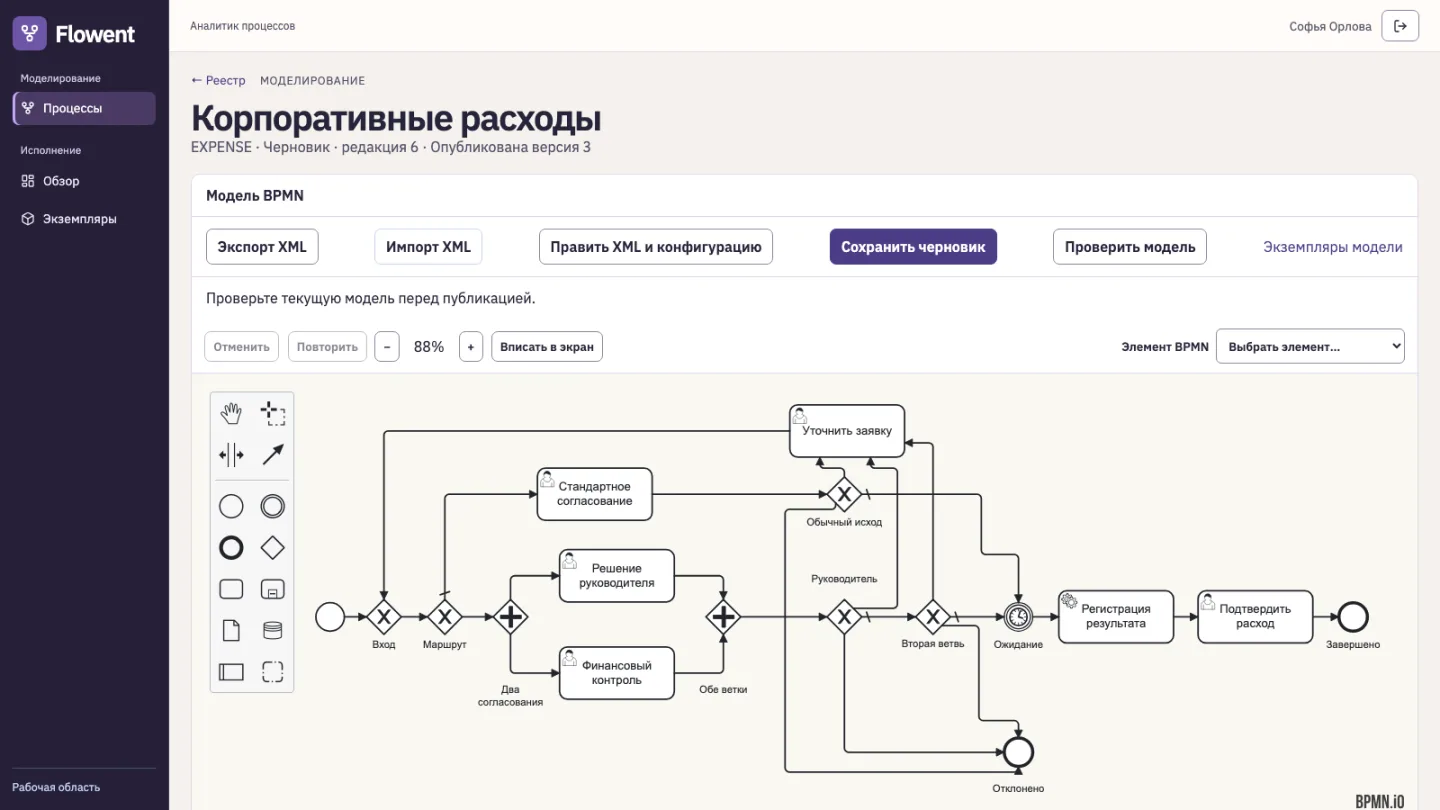 Flowent
Моделирование
Процессы
Исполнение
Обзор
Экземпляры
Рабочая область
Аналитик процессов
Софья Орлова
← Реестр МОДЕЛИРОВАНИЕ
Корпоративные расходы
EXPENSE · Черновик · редакция 6 · Опубликована версия 3
Модель BPMN
Экспорт XML
Импорт XML
Править XML и конфигурацию
Сохранить черновик
Проверить модель
Экземпляры модели
Проверьте текущую модель перед публикацией.
Отменить
Повторить
−
88%
+
Вписать в экран
Элемент BPMN
Выбрать элемент...
Уточнить заявку
Стандартное
согласование
Обычный исход
Решение
руководителя
Руководитель
Вход
Маршрут
Два
согласования
Финансовый
контроль
Обе ветки
Вторая ветвь
Ожидание
Регистрация
результата
Подтвердить
расход
Завершено
Отклонено
BPMN.iO